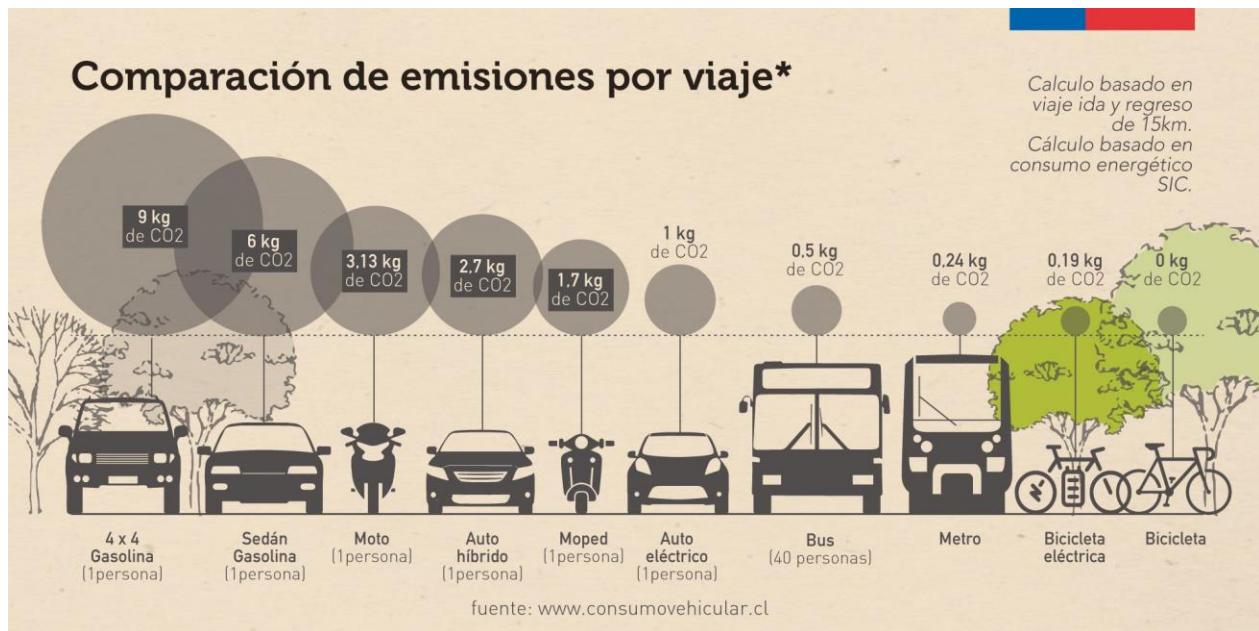 Comparación de emisiones por viaje*
Calculo basado en
viaje ida y regreso
de 15km.
Cálculo basado en
consumo energético
SIC.
9 kg
de CO2
6 kg
de CO2
3,13 kg
de CO2
2,7 kg
de CO2
1,7 kg
de CO2
1 kg
de CO2
0,5 kg
de CO2
0,24 kg
de CO2
0,19 kg
de CO2
0 kg
de CO2
4 x 4
Gasolina
(1persona)
Sedán
Gasolina
(1persona)
Moto
(1persona)
Auto
híbrido
(1persona)
Moped
(1persona)
Auto
eléctrico
(1persona)
Bus
(40 personas)
Metro
Bicicleta
eléctrica
Bicicleta
fuente: www.consumovehicular.cl